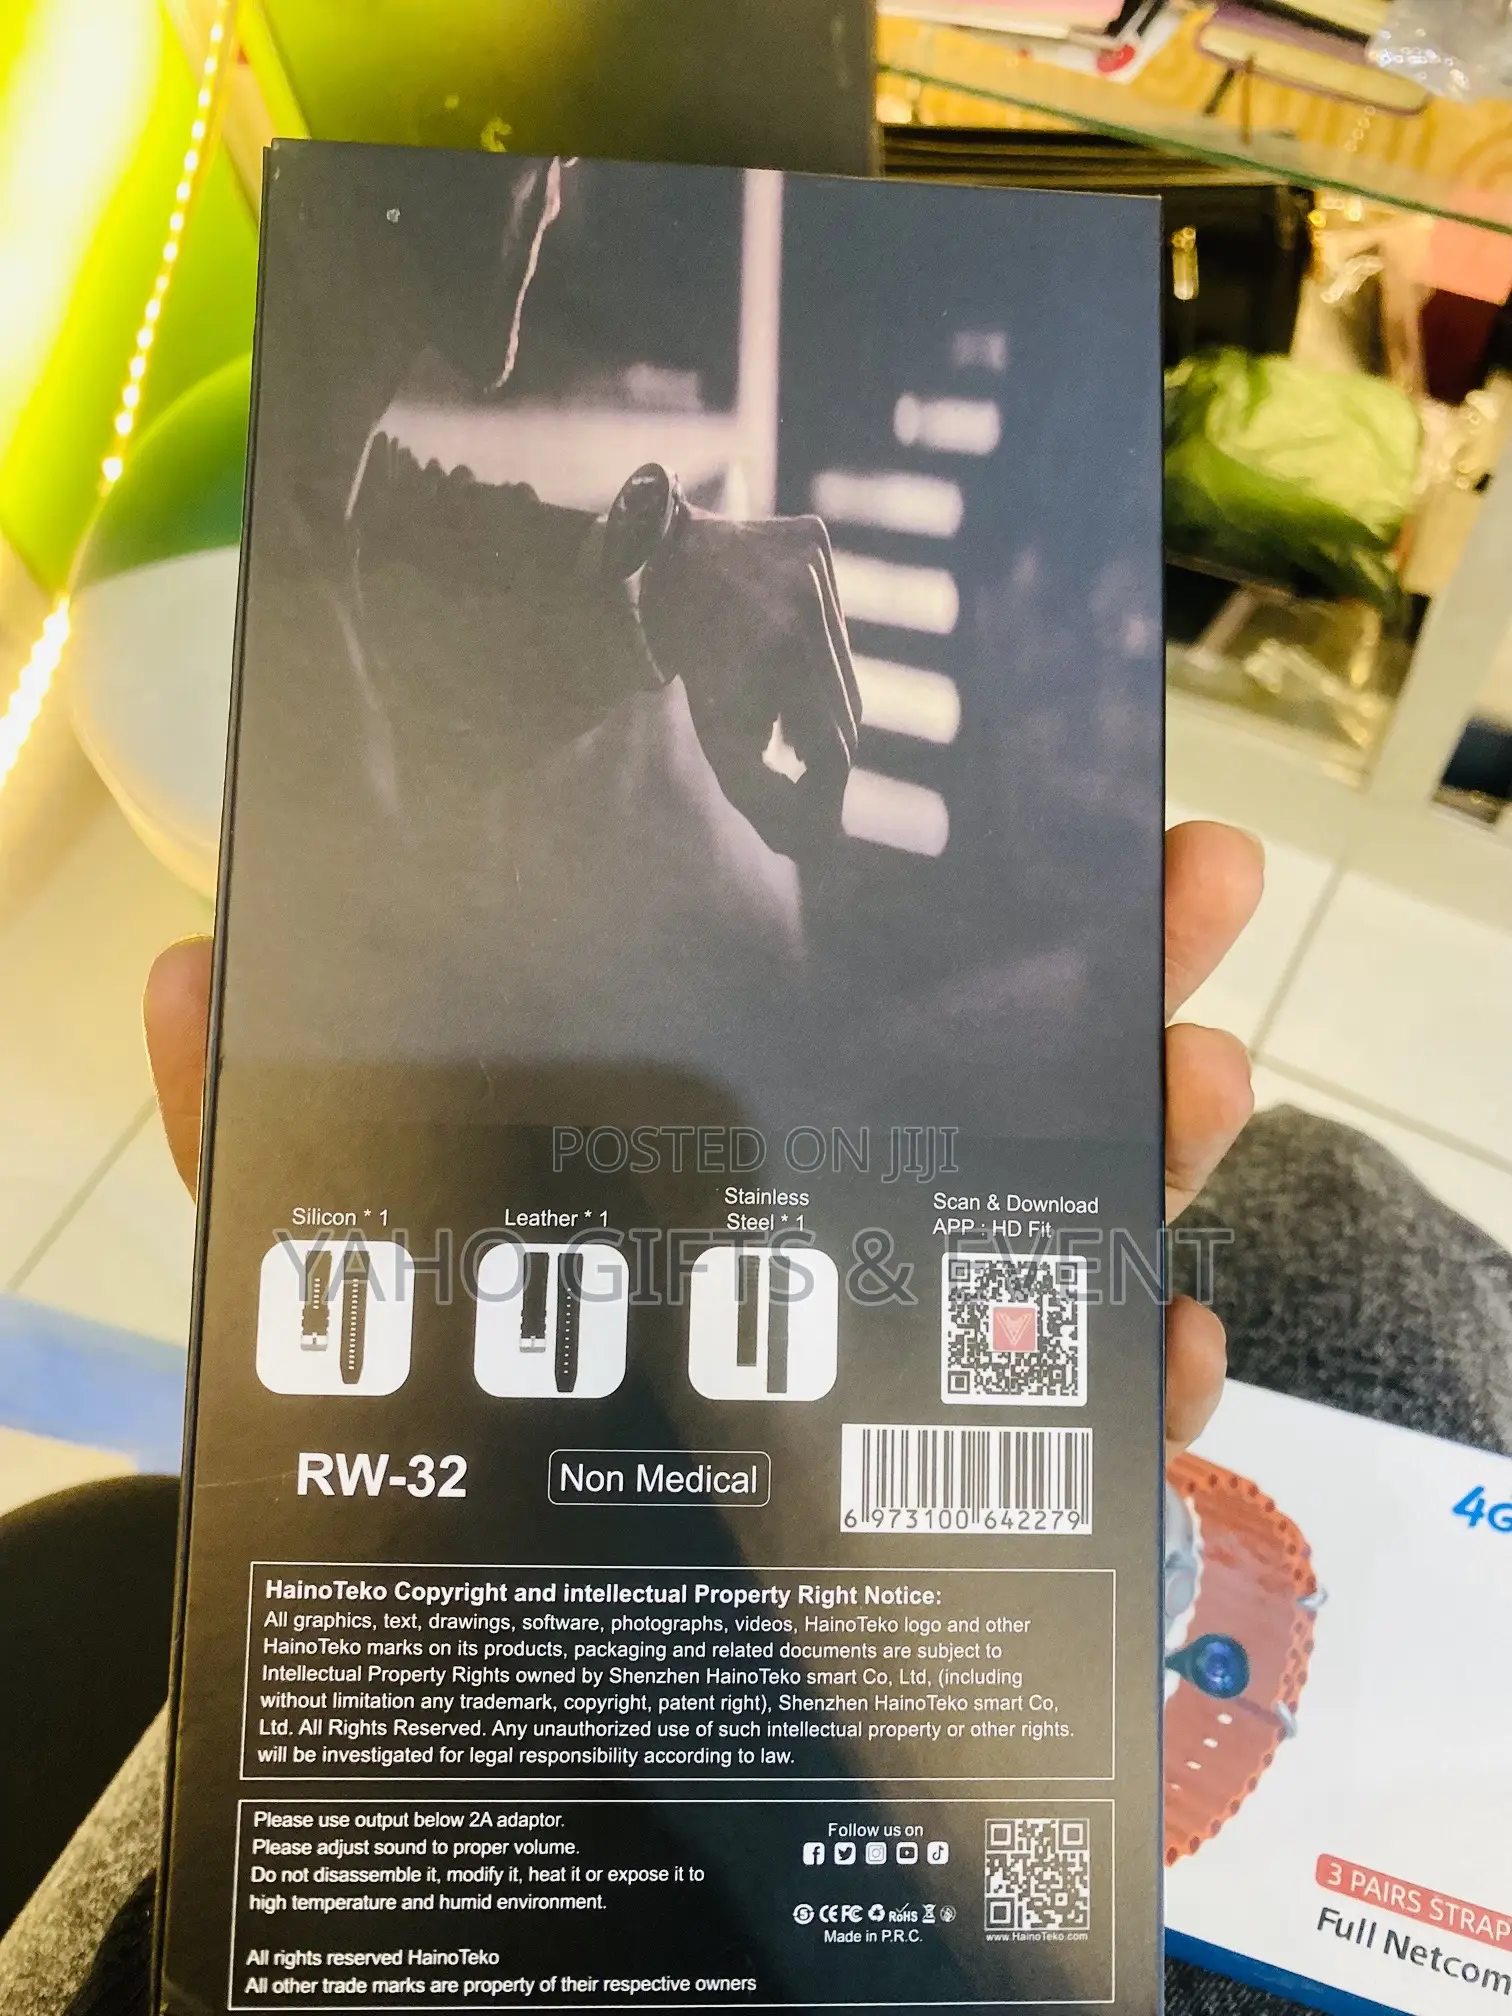 POSTED ON JIJI
YAHO GIFTS & EVENT
Silicon * 1
Leather * 1
Stainless
Steel * 1
Scan & Download
APP : HD Fit
RW-32
Non Medical
6 973100 642279
HainoTeko Copyright and intellectual Property Right Notice:
All graphics, text, drawings, software, photographs, videos, HainoTeko logo and other
HainoTeko marks on its products, packaging and related documents are subject to
Intellectual Property Rights owned by Shenzhen HainoTeko smart Co, Ltd, (including
without limitation any trademark, copyright, patent right), Shenzhen HainoTeko smart Co,
Ltd. All Rights Reserved. Any unauthorized use of such intellectual property or other rights.
will be investigated for legal responsibility according to law.
Please use output below 2A adaptor.
Please adjust sound to proper volume.
Do not disassemble it, modify it, heat it or expose it to
high temperature and humid environment.
All rights reserved HainoTeko
All other trade marks are property of their respective owners
Follow us on
CE FC RoHS
Made in P.R.C.
www.HainoTeko.com
4G
3 PAIRS STRAP
Full Netcom